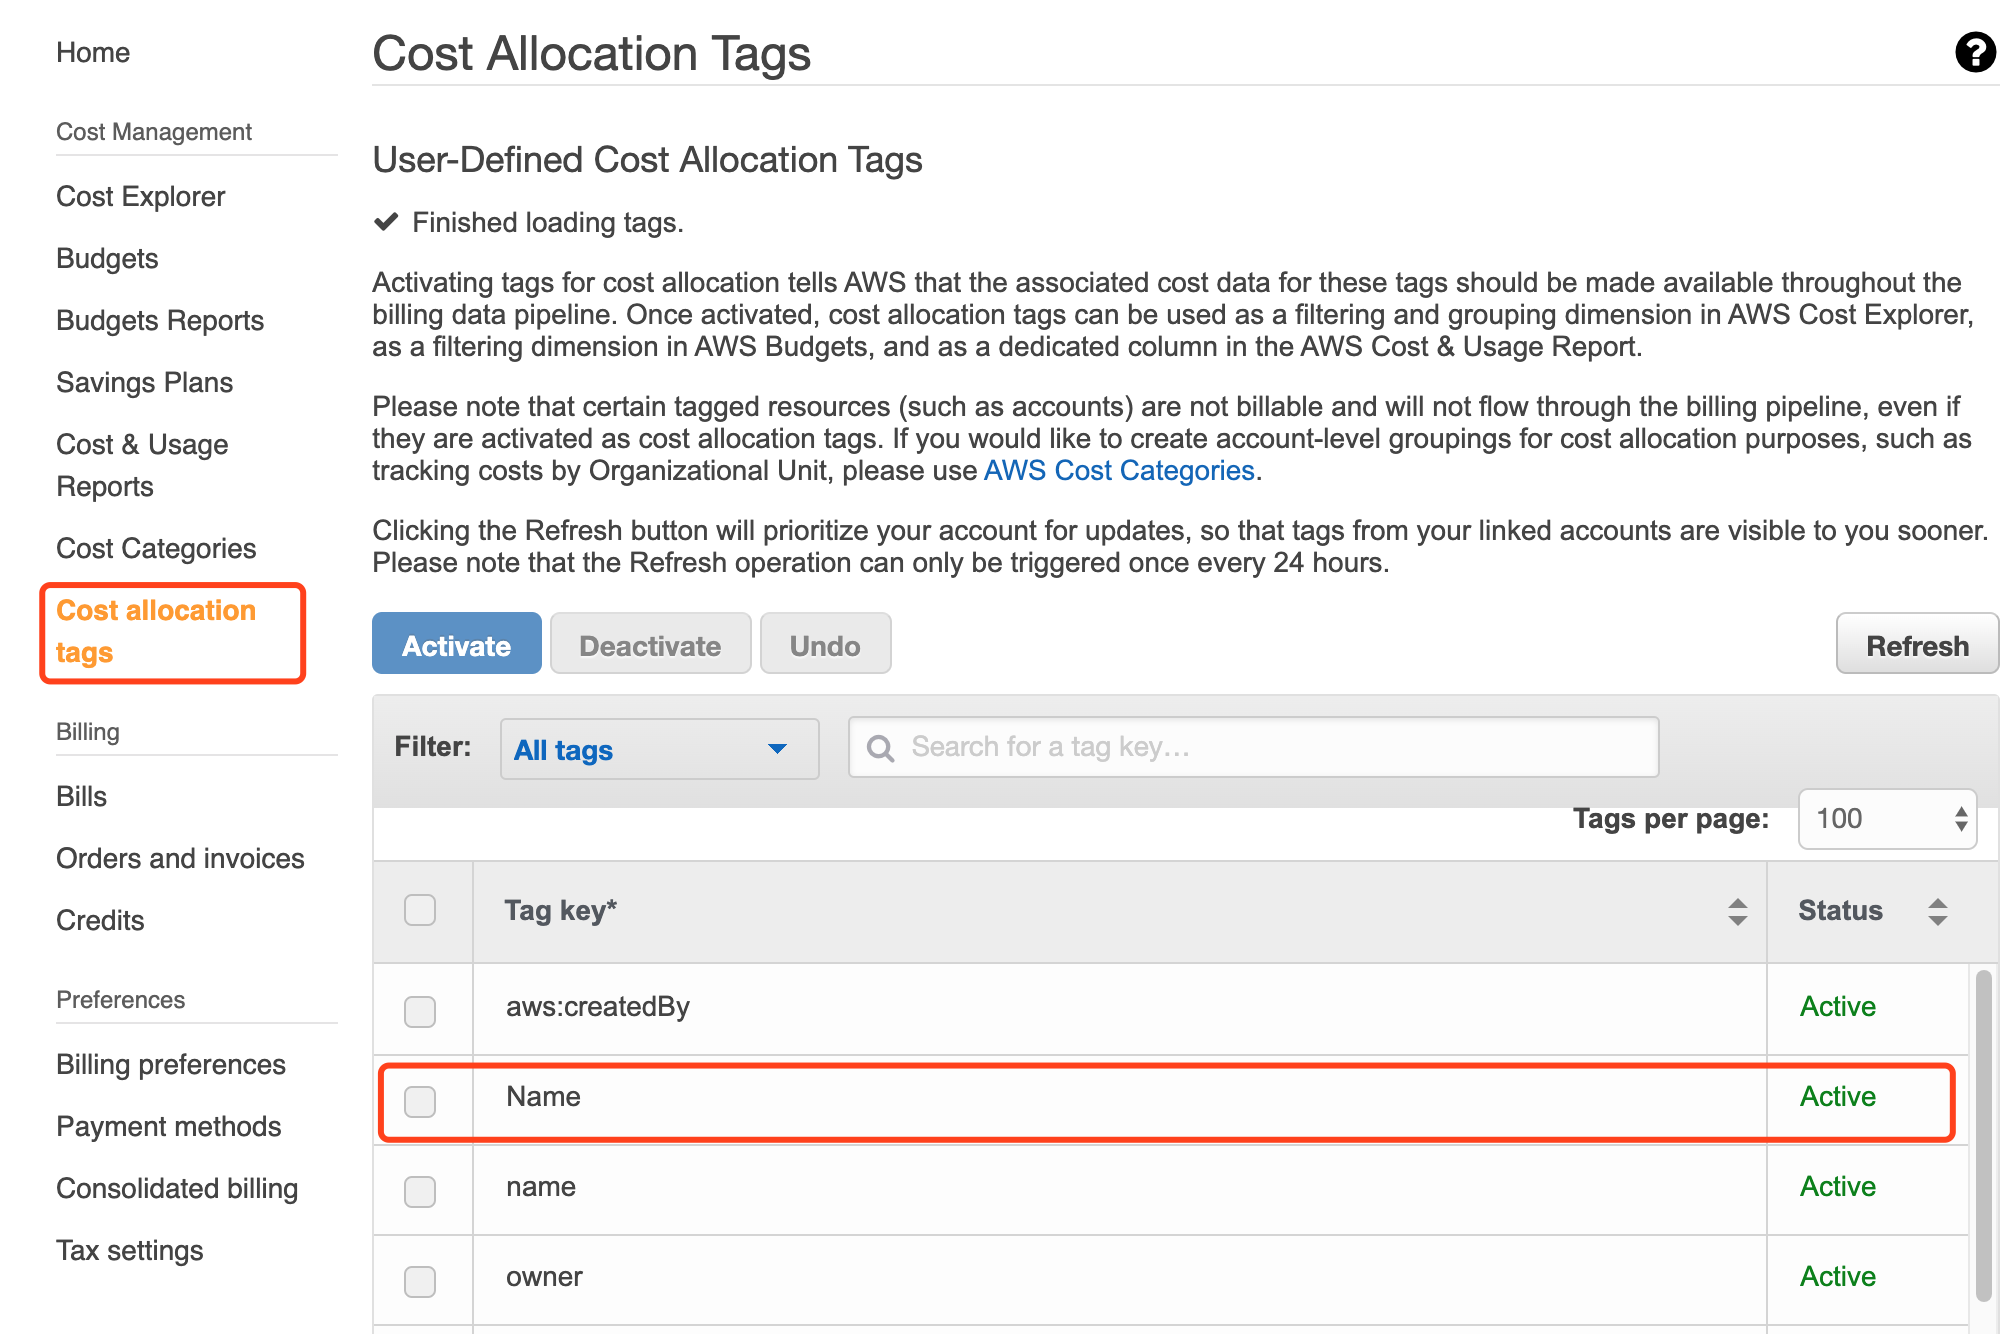 Home
Cost Management
Cost Explorer
Budgets
Budgets Reports
Savings Plans
Cost & Usage
Reports
Cost Categories
Cost allocation
tags
Billing
Bills
Orders and invoices
Credits
Preferences
Billing preferences
Payment methods
Consolidated billing
Tax settings
Cost Allocation Tags
?
User-Defined Cost Allocation Tags
Finished loading tags.
Activating tags for cost allocation tells AWS that the associated cost data for these tags should be made available throughout the
billing data pipeline. Once activated, cost allocation tags can be used as a filtering and grouping dimension in AWS Cost Explorer,
as a filtering dimension in AWS Budgets, and as a dedicated column in the AWS Cost & Usage Report.
Please note that certain tagged resources (such as accounts) are not billable and will not flow through the billing pipeline, even if
they are activated as cost allocation tags. If you would like to create account-level groupings for cost allocation purposes, such as
tracking costs by Organizational Unit, please use AWS Cost Categories.
Clicking the Refresh button will prioritize your account for updates, so that tags from your linked accounts are visible to you sooner.
Please note that the Refresh operation can only be triggered once every 24 hours.
Activate Deactivate Undo Refresh
Filter: All tags Search for a tag key...
Tags per page: 100
Tag key* Status
aws:createdBy Active
Name Active
name Active
owner Active